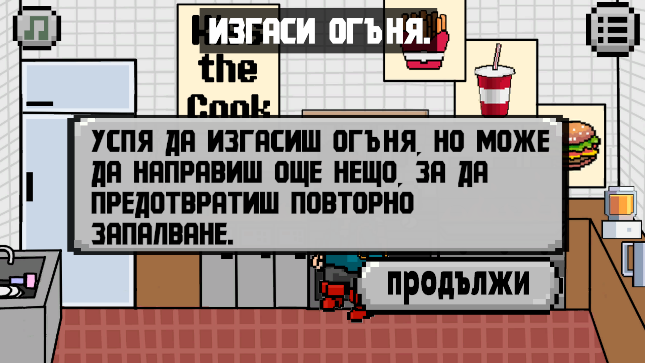 ИЗГАСИ ОГЪНЯ.
the
Cook
УСПЯ ДА ИЗГАСИШ ОГЪНЯ, НО МОЖЕ
ДА НАПРАВИШ ОЩЕ НЕЩО, ЗА ДА
ПРЕДОТВРАТИШ ПОВТОРНО
ЗАПАЛВАНЕ.
ПРОДЪЛЖИ